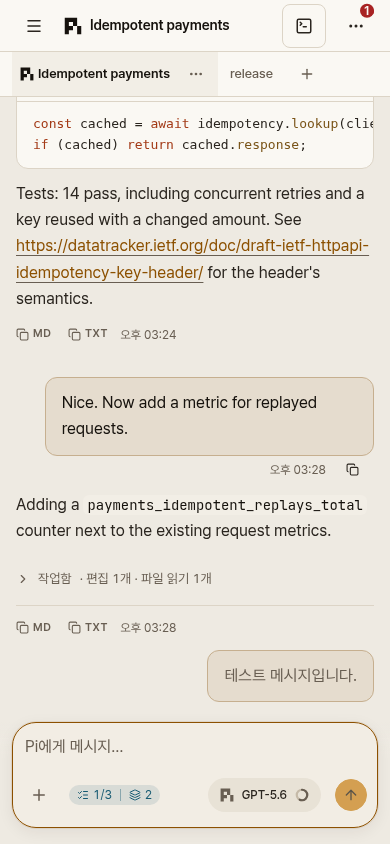 Idempotent payments
1
Idempotent payments
release
const cached = await idempotency.lookup(clie
if (cached) return cached.response;
Tests: 14 pass, including concurrent retries and a
key reused with a changed amount. See
https://datatracker.ietf.org/doc/draft-ietf-httpapi-
idempotency-key-header/ for the header's
semantics.
MD TXT 오후 03:24
Nice. Now add a metric for replayed
requests.
오후 03:28
Adding a payments_idempotent_replays_total
counter next to the existing request metrics.
작업함 · 편집 1개 · 파일 읽기 1개
MD TXT 오후 03:28
테스트 메시지입니다.
Pi에게 메시지...
1/3 2 GPT-5.6